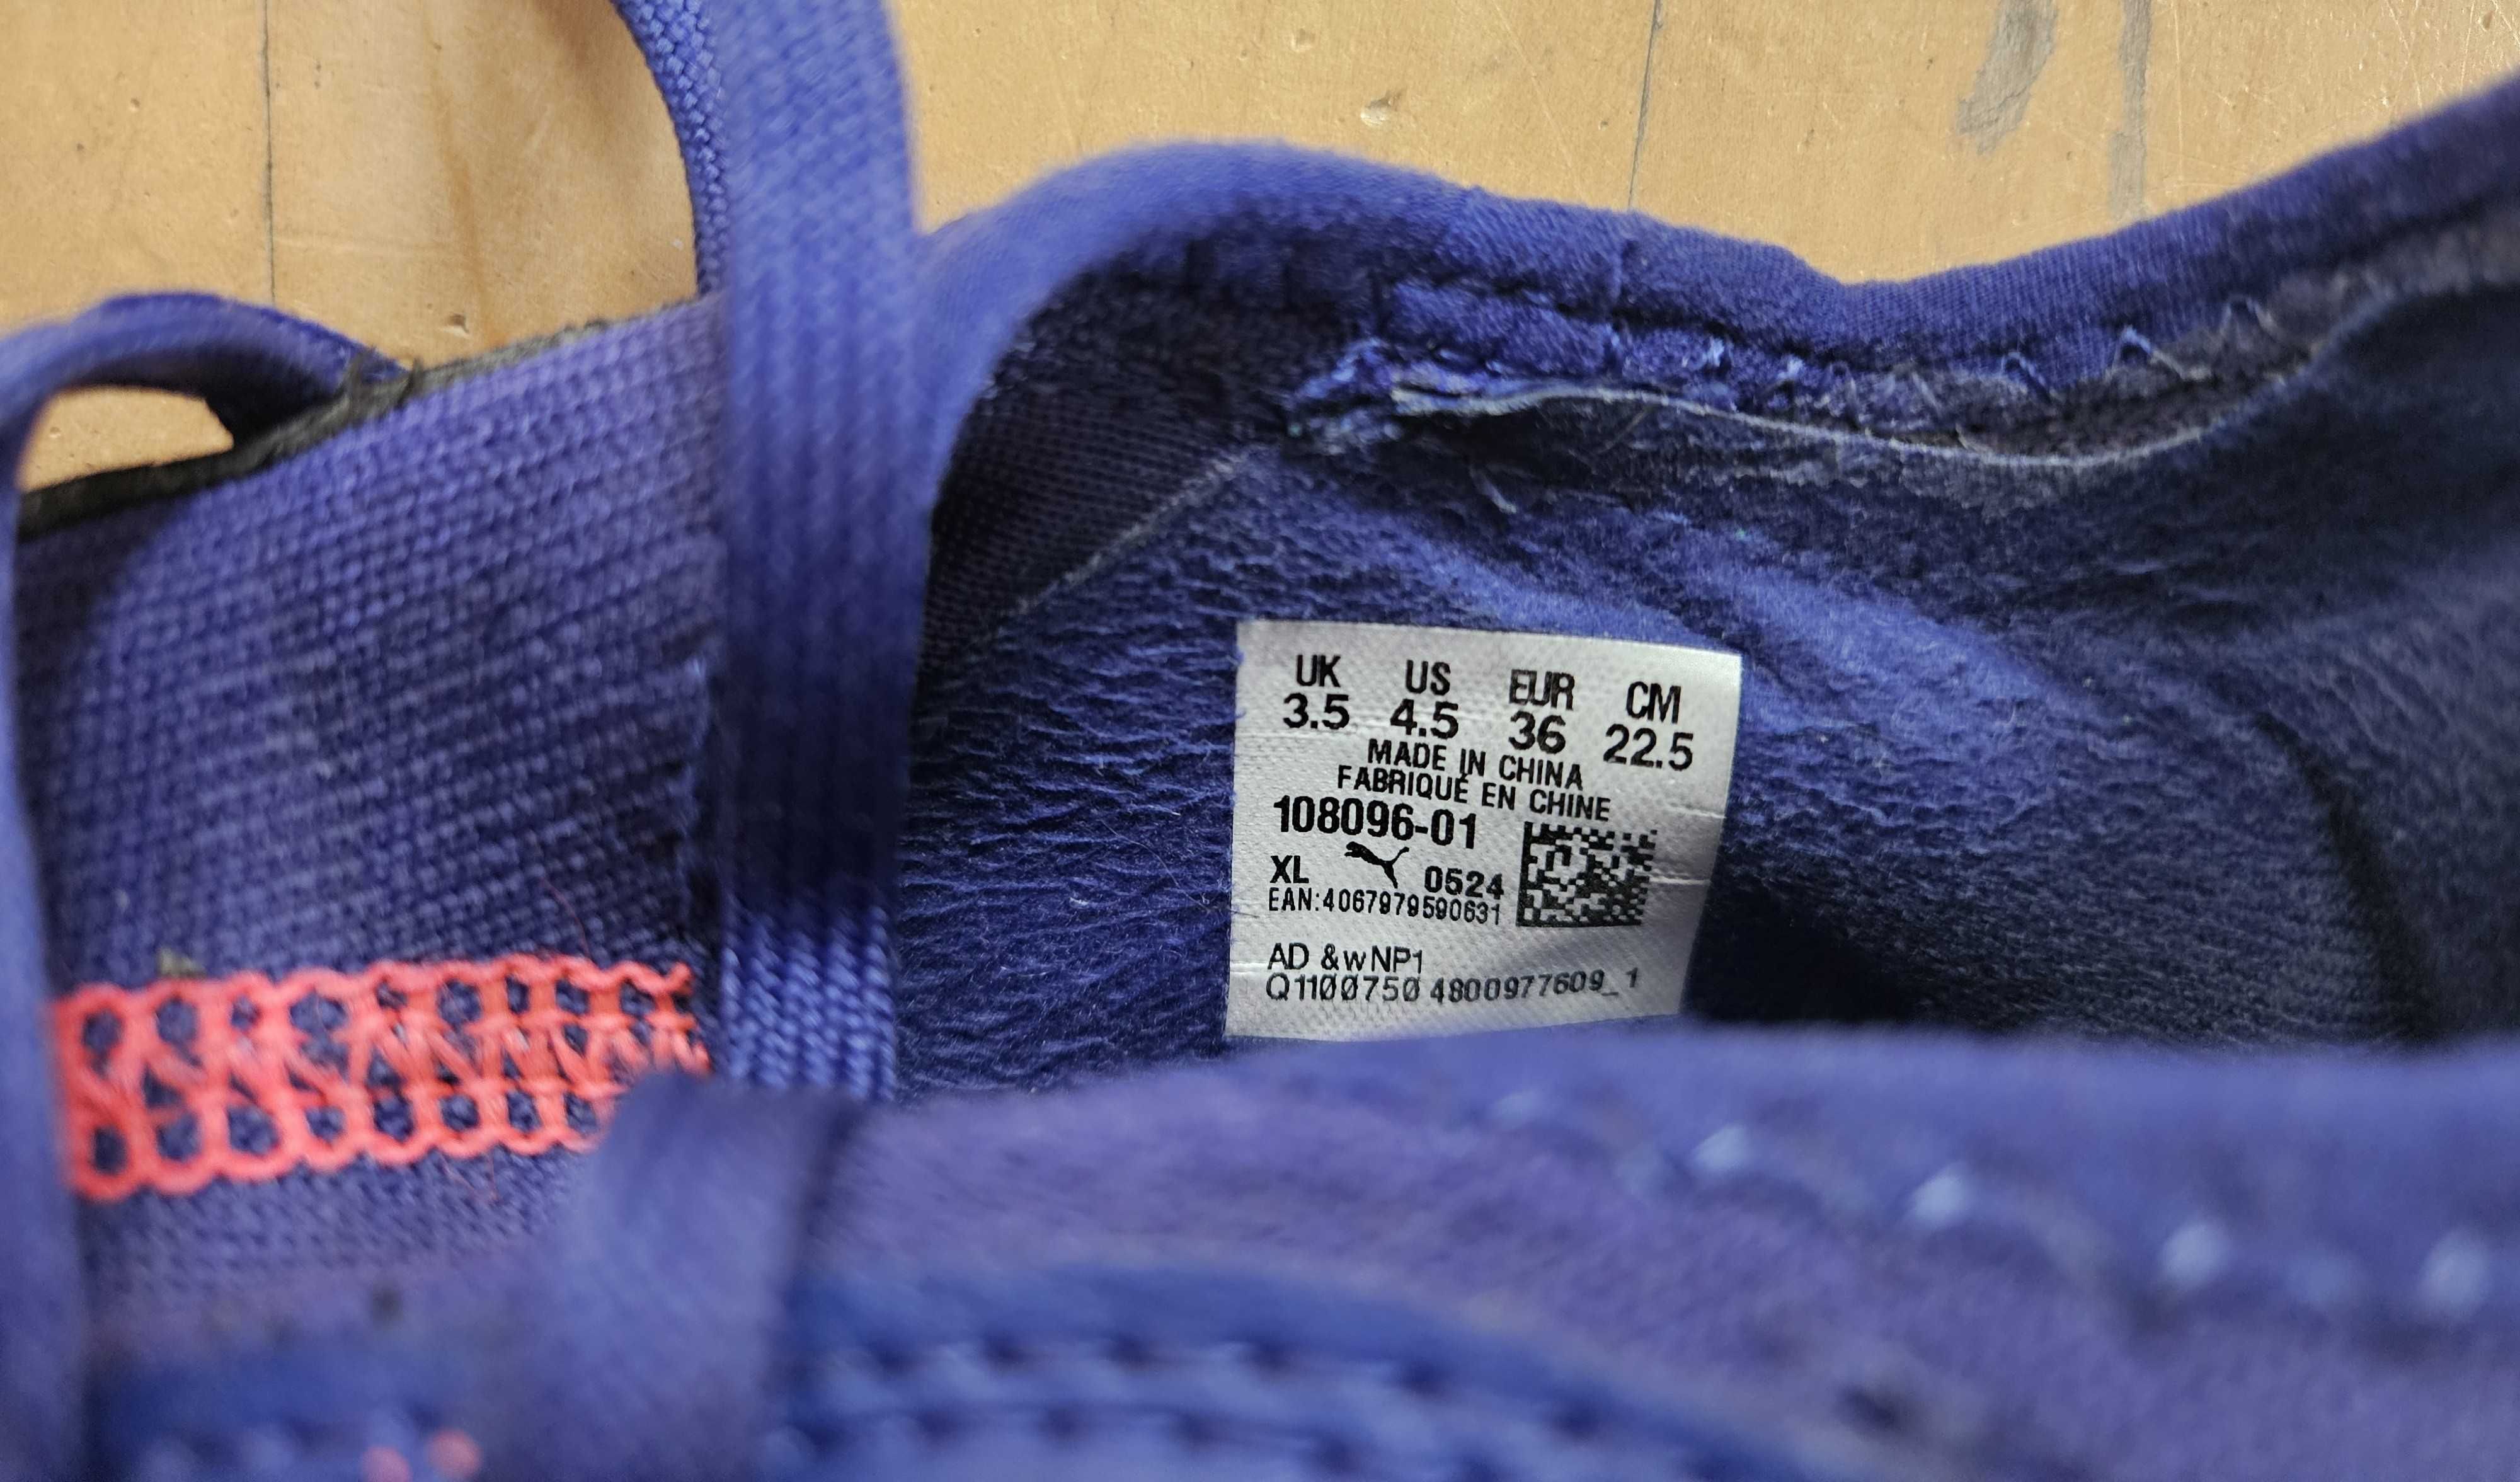 UK US EUR CM
3.5 4.5 36 22.5
MADE IN CHINA
FABRIQUÉ EN CHINE
108096-01
XL 0524
EAN:4067979590631
AD &wNP1
Q1100750 4800977609_1